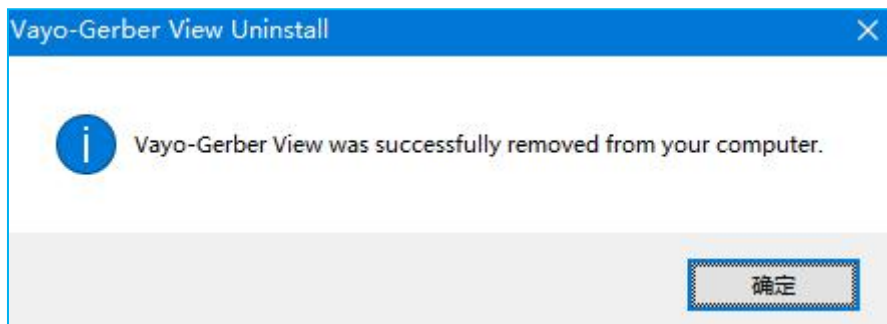 Vayo-Gerber View Uninstall
Vayo-Gerber View was successfully removed from your computer.
确定